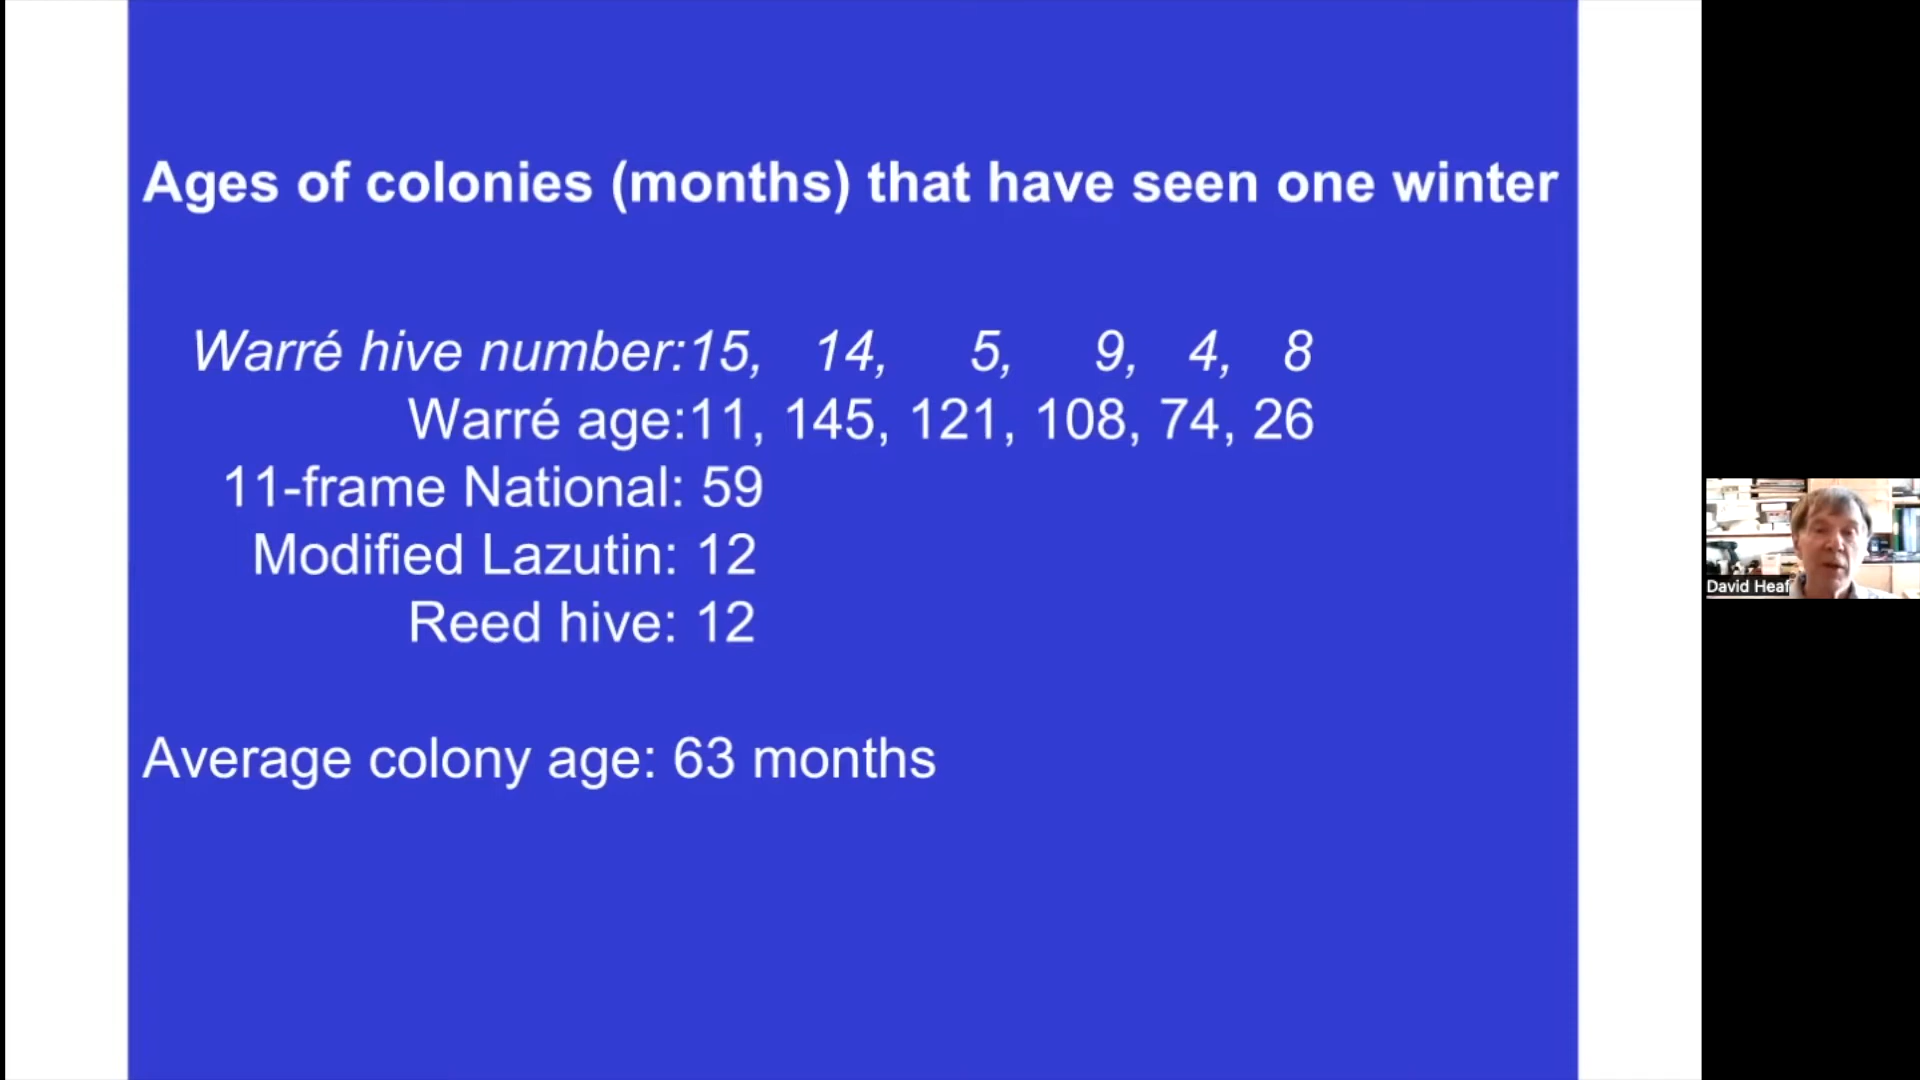 Ages of colonies (months) that have seen one winter
Warré hive number:15, 14, 5, 9, 4, 8
Warré age:11, 145, 121, 108, 74, 26
11-frame National: 59
Modified Lazutin: 12
Reed hive: 12
Average colony age: 63 months
David Heaf